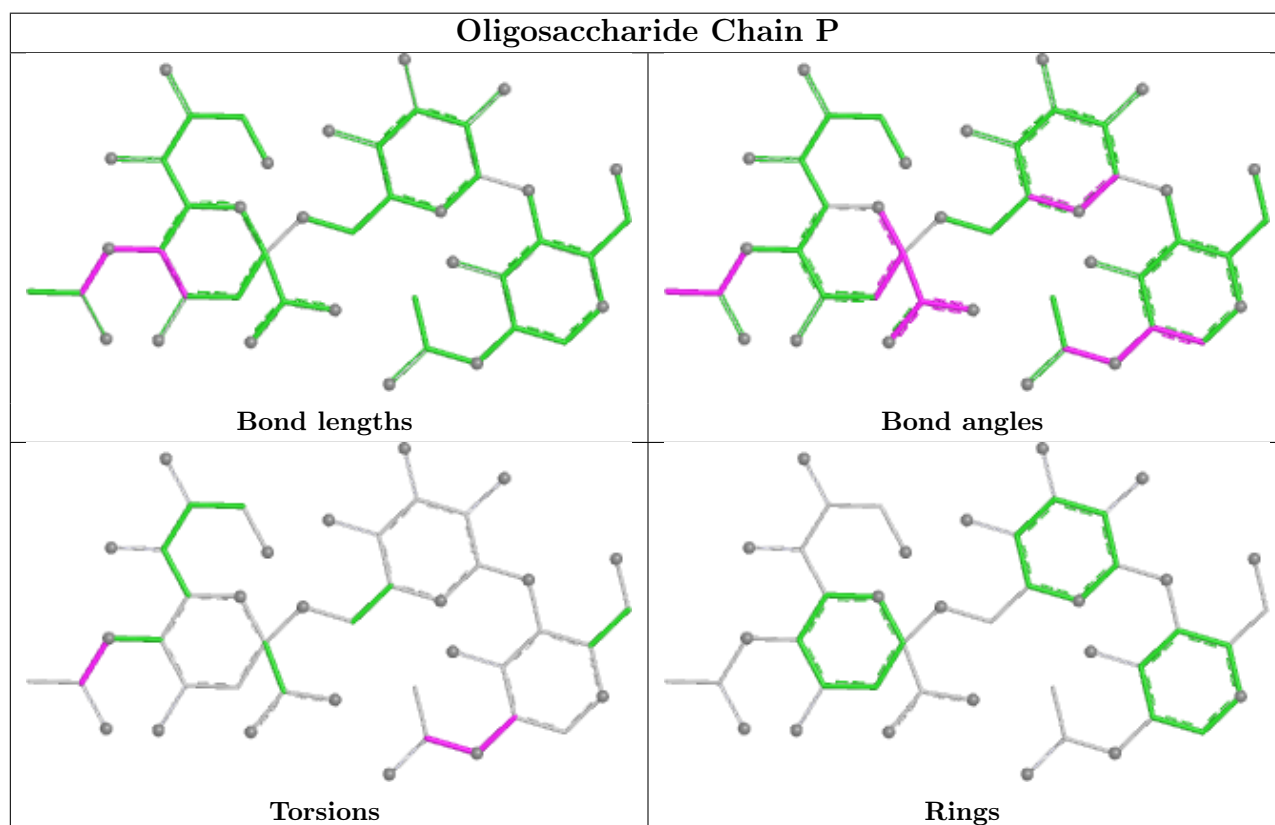 Oligosaccharide Chain P
Bond lengths
Bond angles
Torsions
Rings